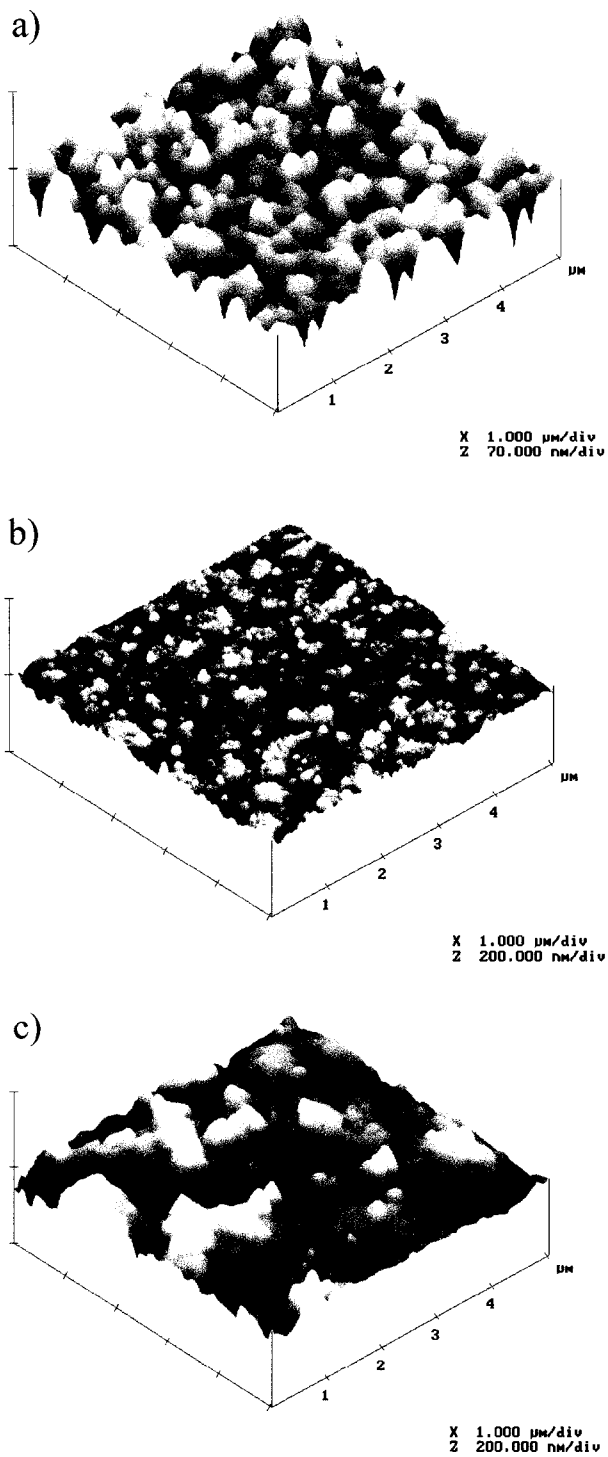 a)
µm
4
3
2
1
X 1.000 µm/div
Z 70.000 nm/div
b)
µm
4
3
2
1
X 1.000 µm/div
Z 200.000 nm/div
c)
µm
4
3
2
1
X 1.000 µm/div
Z 200.000 nm/div